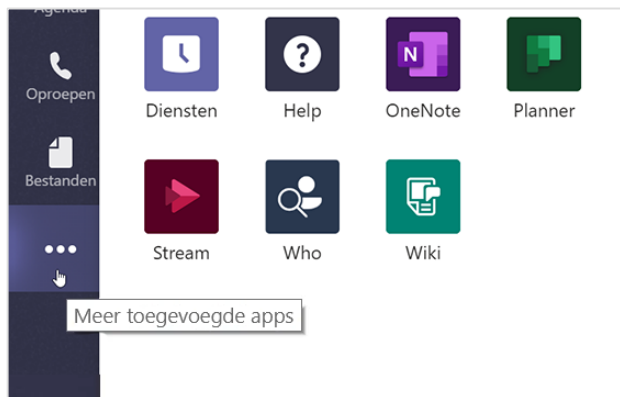 Agenda
Oproepen
Bestanden
Diensten
Help
N
OneNote
Planner
Stream
Who
Wiki
Meer toegevoegde apps